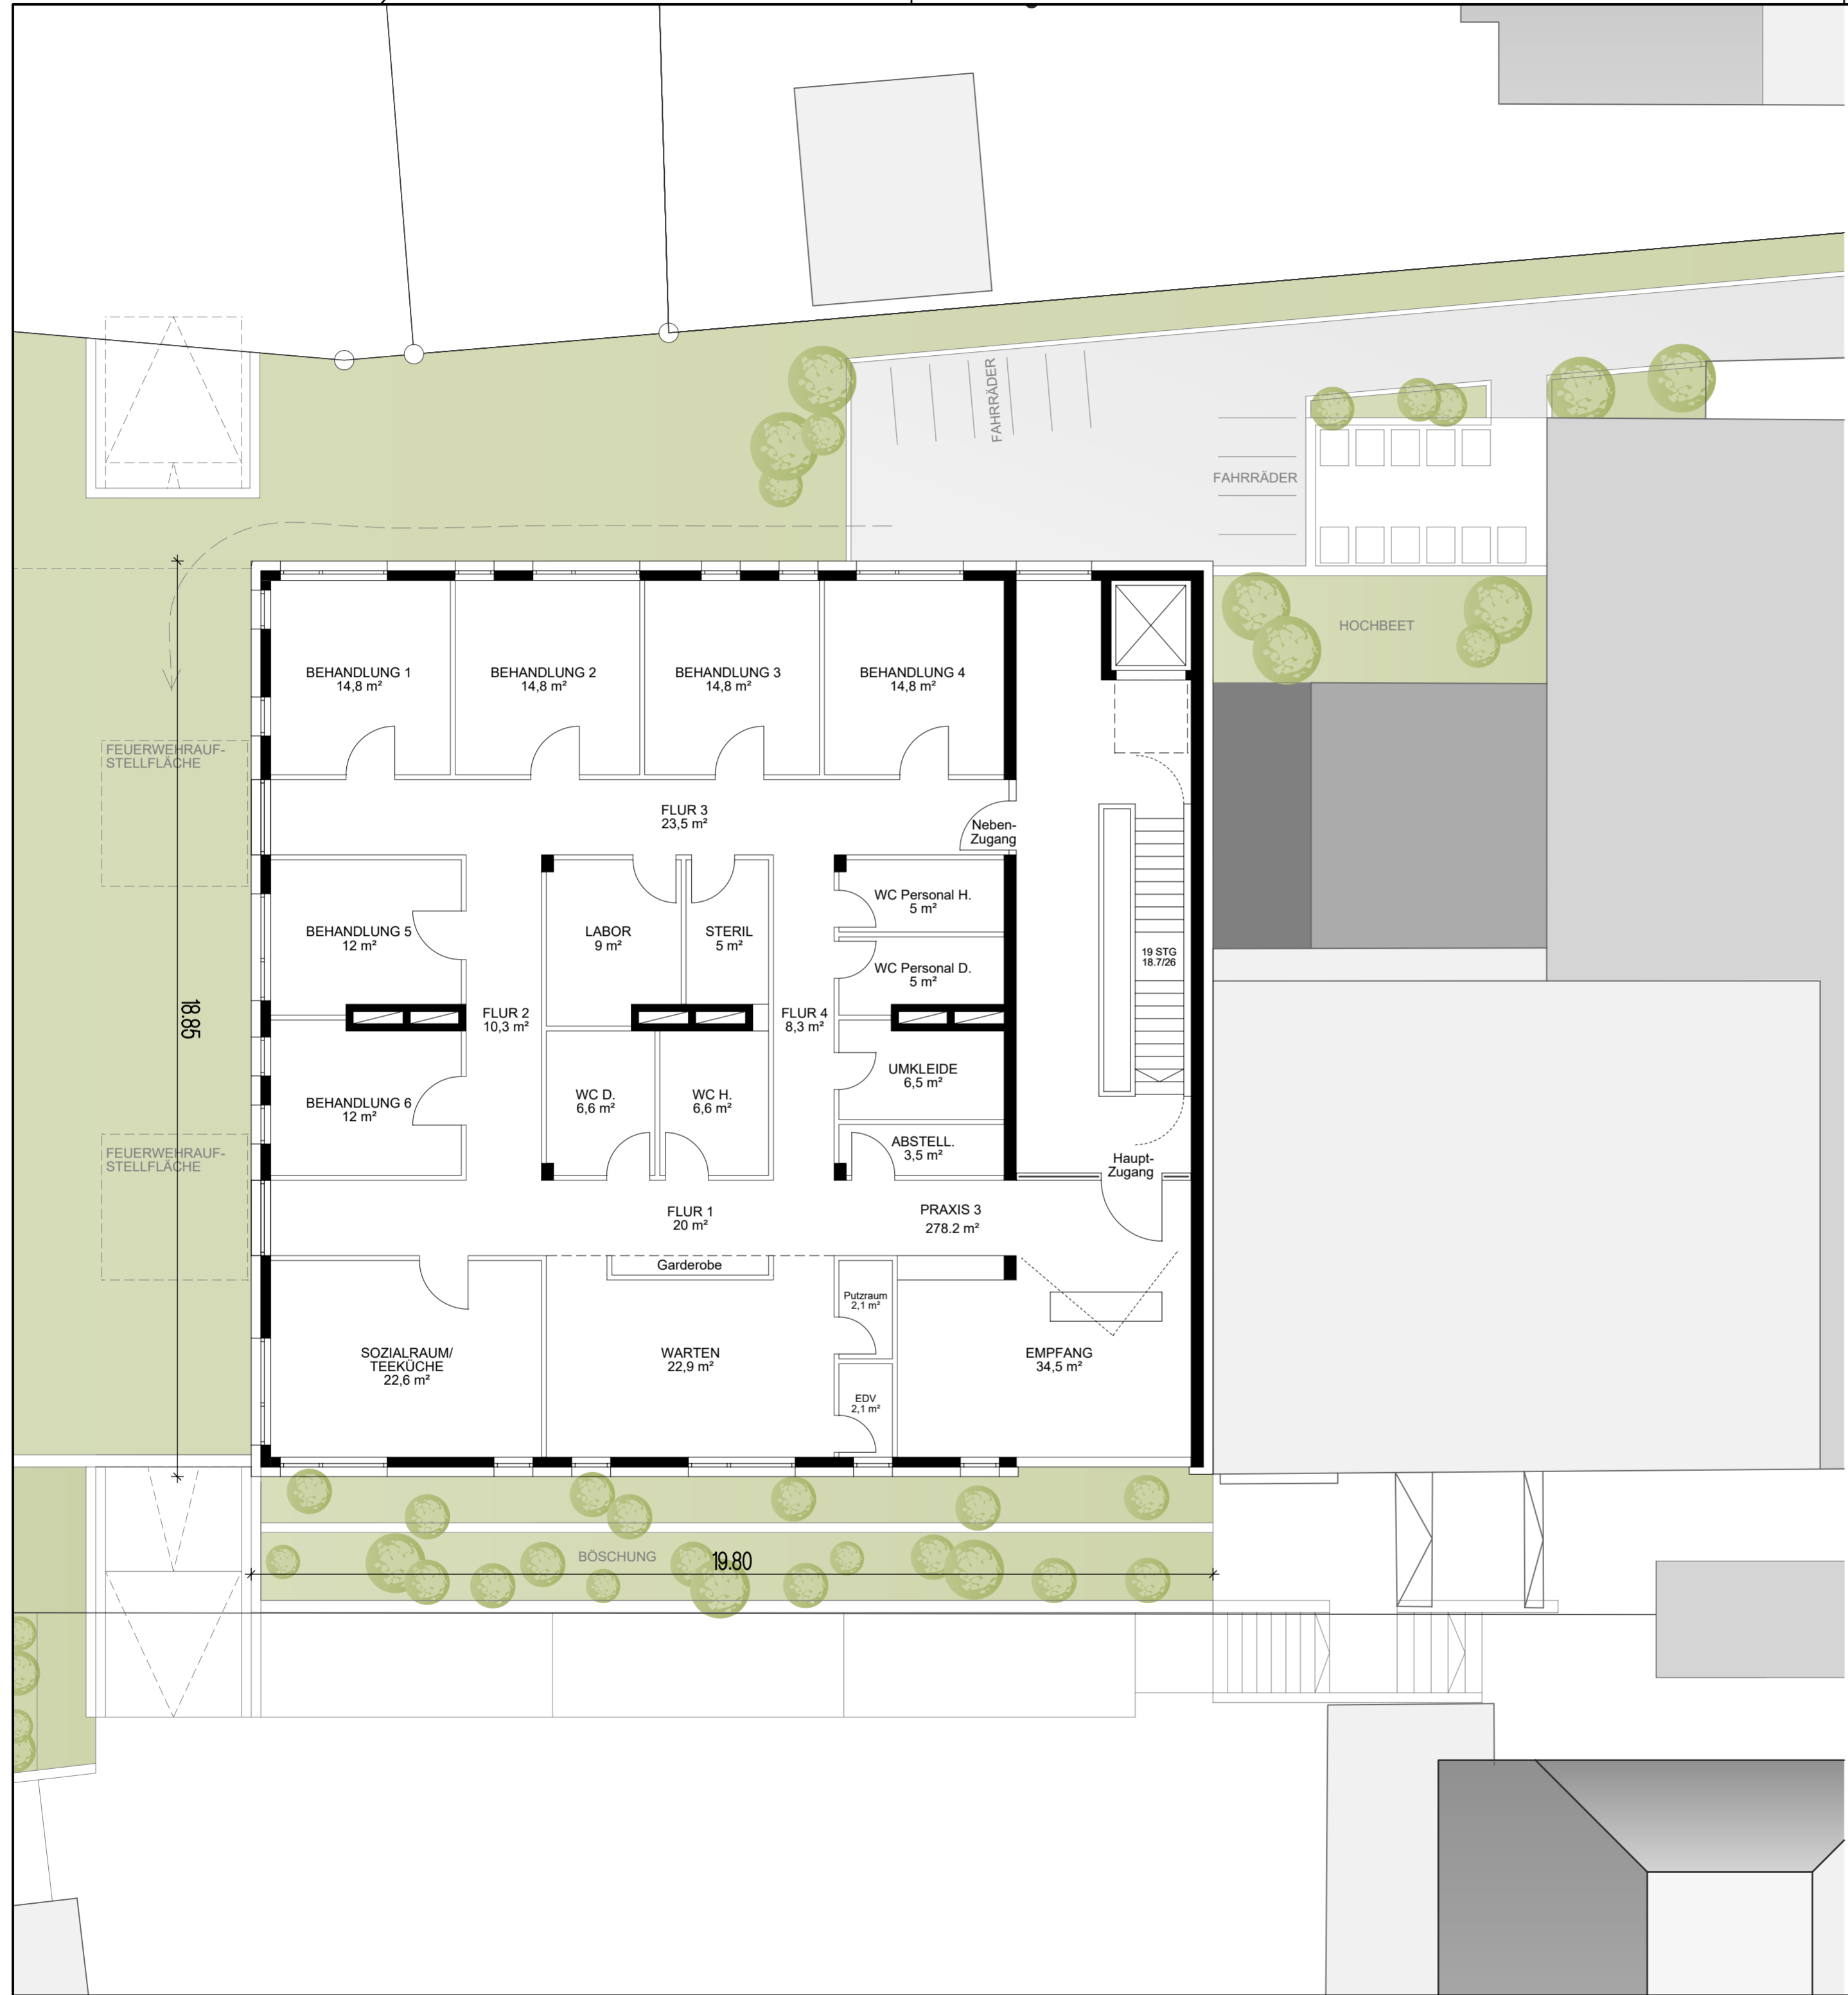 FAHRRÄDER
FAHRRÄDER
HOCHBEET
BEHANDLUNG 1
14,8 m²
BEHANDLUNG 2
14,8 m²
BEHANDLUNG 3
14,8 m²
BEHANDLUNG 4
14,8 m²
FEUERWEHRAUF-
STELLFLÄCHE
FLUR 3
23,5 m²
Neben-
Zugang
BEHANDLUNG 5
12 m²
LABOR
9 m²
STERIL
5 m²
WC Personal H.
5 m²
WC Personal D.
5 m²
19 STG
18.7/26
18.85
FLUR 2
10,3 m²
FLUR 4
8,3 m²
BEHANDLUNG 6
12 m²
WC D.
6,6 m²
WC H.
6,6 m²
UMKLEIDE
6,5 m²
ABSTELL.
3,5 m²
FEUERWEHRAUF-
STELLFLÄCHE
Haupt-
Zugang
FLUR 1
20 m²
PRAXIS 3
278.2 m²
Garderobe
Putzraum
2,1 m²
SOZIALRAUM/
TEEKÜCHE
22,6 m²
WARTEN
22,9 m²
EMPFANG
34,5 m²
EDV
2,1 m²
BÖSCHUNG
19.80